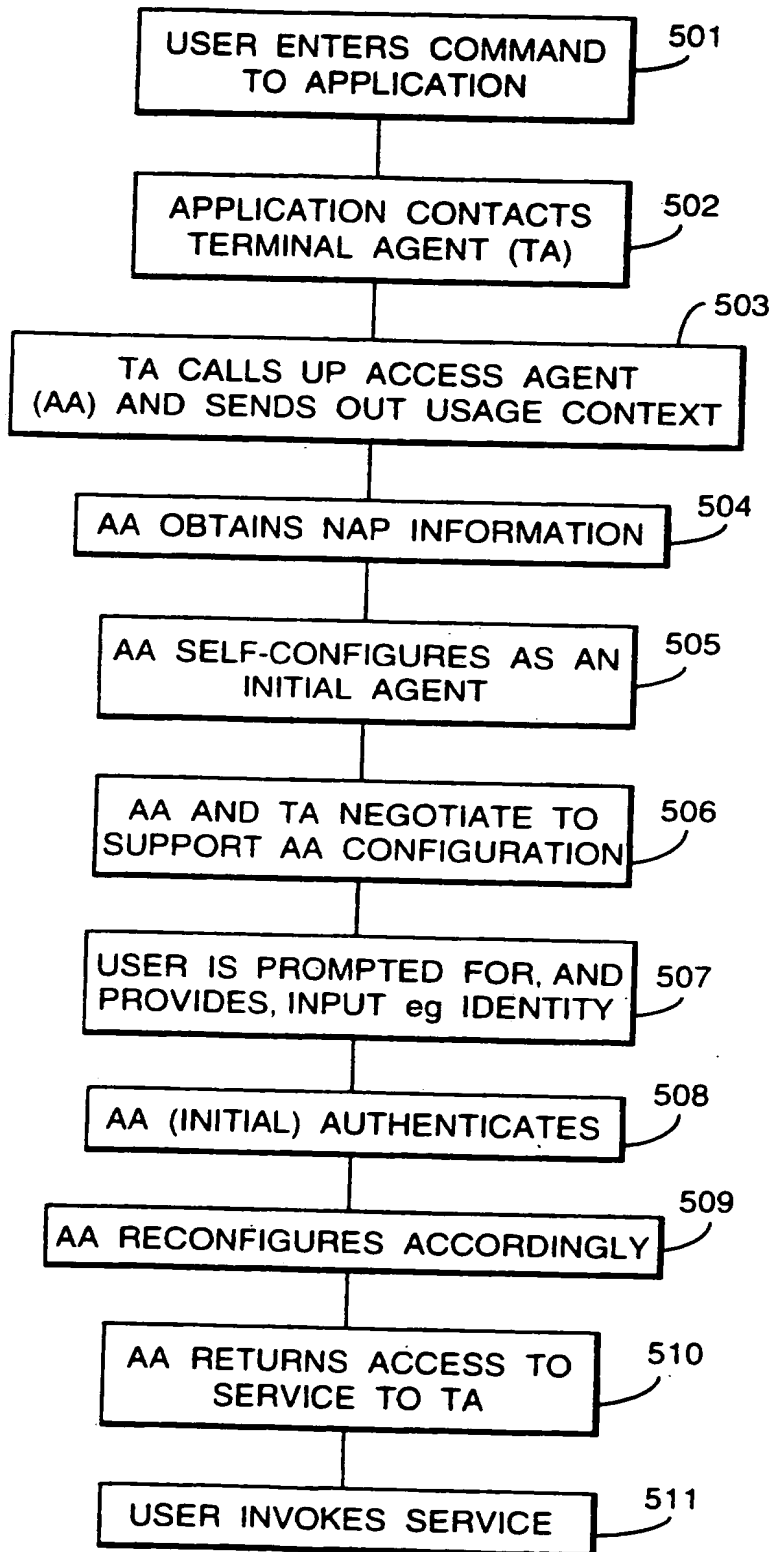 USER ENTERS COMMAND
TO APPLICATION
501
APPLICATION CONTACTS
TERMINAL AGENT (TA)
502
503
TA CALLS UP ACCESS AGENT
(AA) AND SENDS OUT USAGE CONTEXT
AA OBTAINS NAP INFORMATION
504
AA SELF-CONFIGURES AS AN
INITIAL AGENT
505
AA AND TA NEGOTIATE TO
SUPPORT AA CONFIGURATION
506
USER IS PROMPTED FOR, AND
PROVIDES, INPUT eg IDENTITY
507
AA (INITIAL) AUTHENTICATES
508
AA RECONFIGURES ACCORDINGLY
509
AA RETURNS ACCESS TO
SERVICE TO TA
510
USER INVOKES SERVICE
511